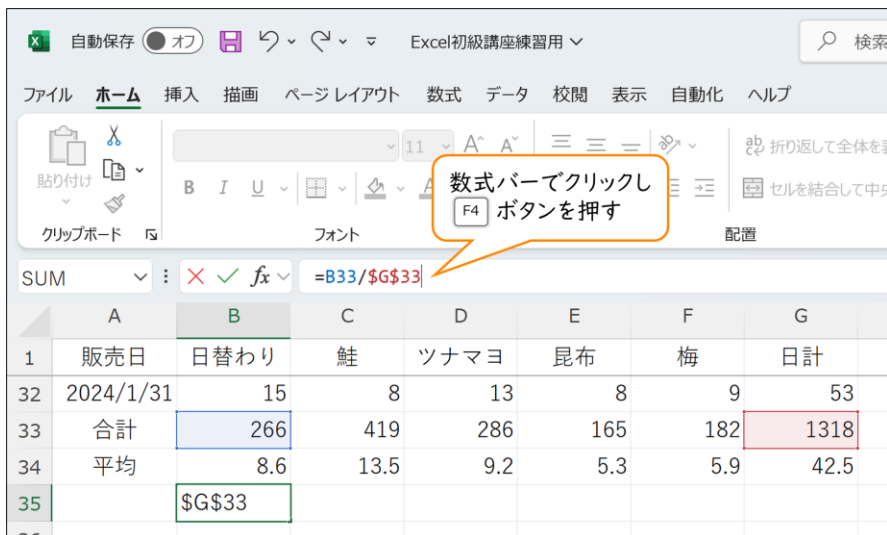 自動保存 オフ Excel初級講座練習用 検索
ファイル ホーム 挿入 描画 ページ レイアウト 数式 データ 校閲 表示 自動化 ヘルプ
11 A^ A˅ ab 折り返して全体を表
貼り付け B I U A セルを結合して中央
数式バーでクリックし
F4 ボタンを押す
クリップボード フォント 配置
SUM fx =B33/$G$33
A B C D E F G
1 販売日 日替わり 鮭 ツナマヨ 昆布 梅 日計
32 2024/1/31 15 8 13 8 9 53
33 合計 266 419 286 165 182 1318
34 平均 8.6 13.5 9.2 5.3 5.9 42.5
35 $G$33